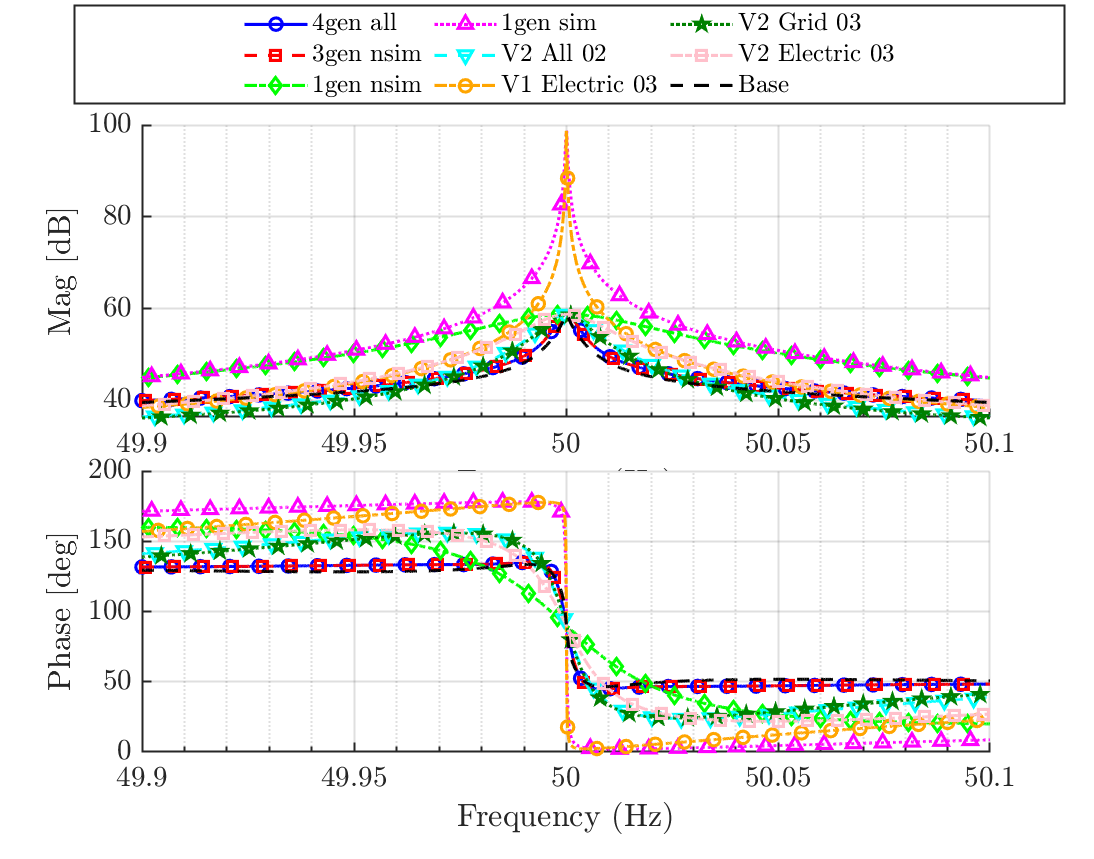 4gen all 1gen sim V2 Grid 03
3gen nsim V2 All 02 V2 Electric 03
1gen nsim V1 Electric 03 Base
100
80
60
40
Mag [dB]
49.9 49.95 50 50.05 50.1
200
150
100
50
0
Phase [deg]
49.9 49.95 50 50.05 50.1
Frequency (Hz)